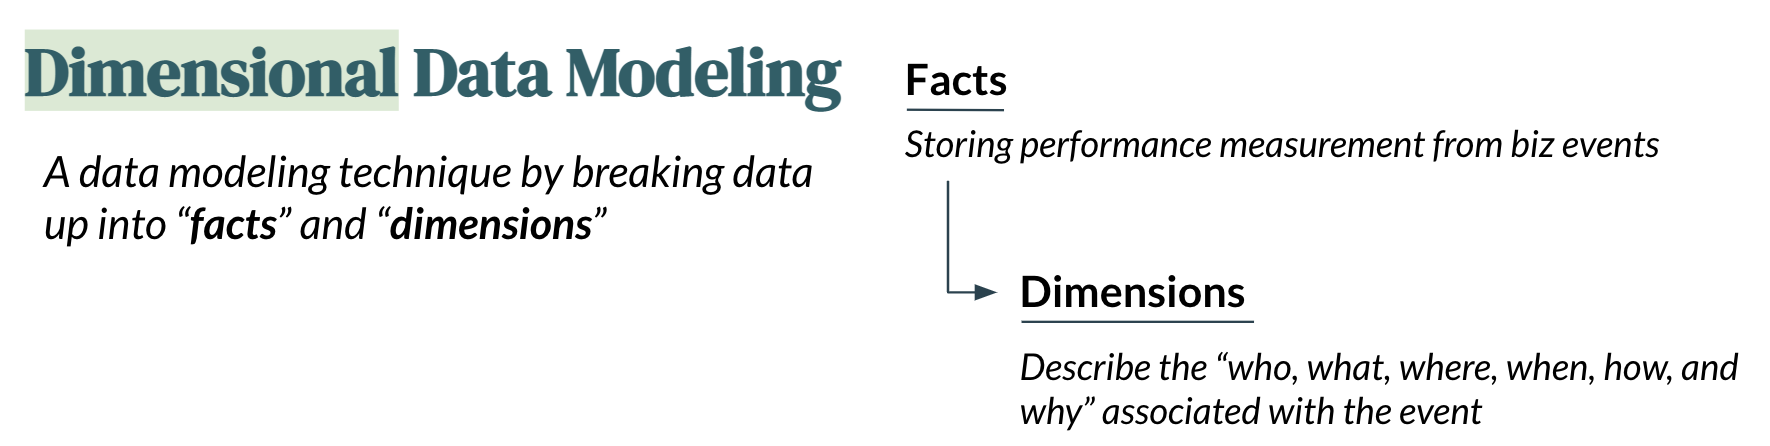 Dimensional Data Modeling
A data modeling technique by breaking data
up into “facts” and “dimensions”
Facts
Storing performance measurement from biz events
Dimensions
Describe the “who, what, where, when, how, and
why” associated with the event